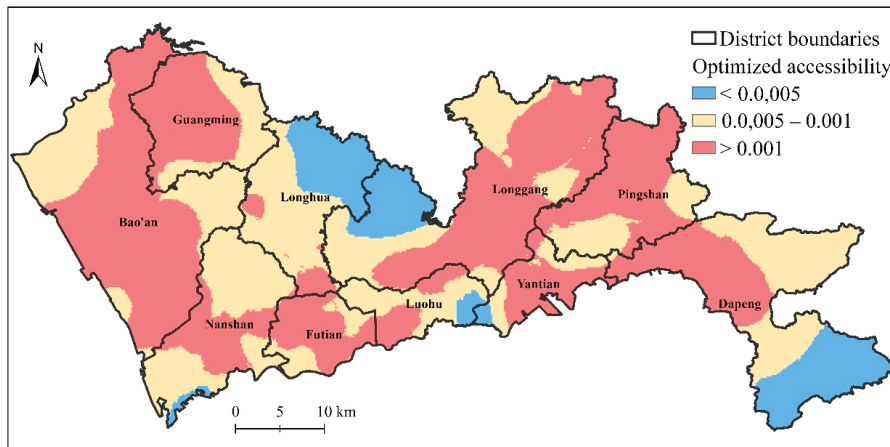 N
District boundaries
Optimized accessibility
< 0.0,005
0.0,005 – 0.001
> 0.001
Guangming
Longhua
Longgang
Pingshan
Bao'an
Nanshan
Futian
Luohu
Yantian
Dapeng
0 5 10 km